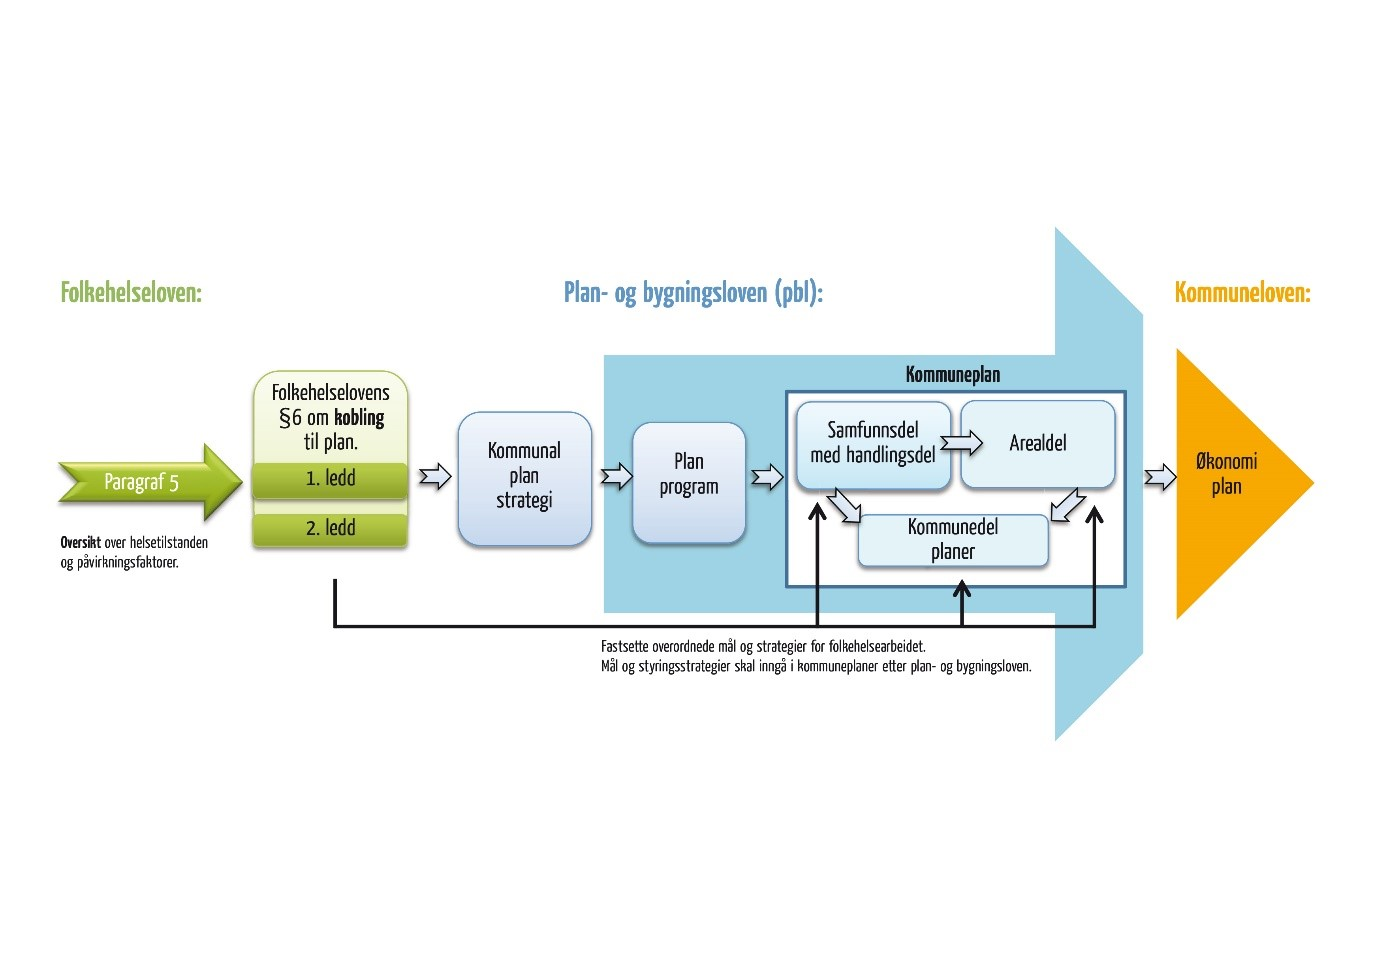 Folkehelseloven:
Plan- og bygningsloven (pbl):
Kommuneloven:
Paragraf 5
Oversikt over helsetilstanden
og påvirkningsfaktorer.
Folkehelselovens
§6 om kobling
til plan.
1. ledd
2. ledd
Kommunal
plan
strategi
Plan
program
Kommuneplan
Samfunnsdel
med handlingsdel
Arealdel
Kommunedel
planer
Økonomi
plan
Fastsette overordnede mål og strategier for folkehelsearbeidet.
Mål og styringsstrategier skal inngå i kommuneplaner etter plan- og bygningsloven.